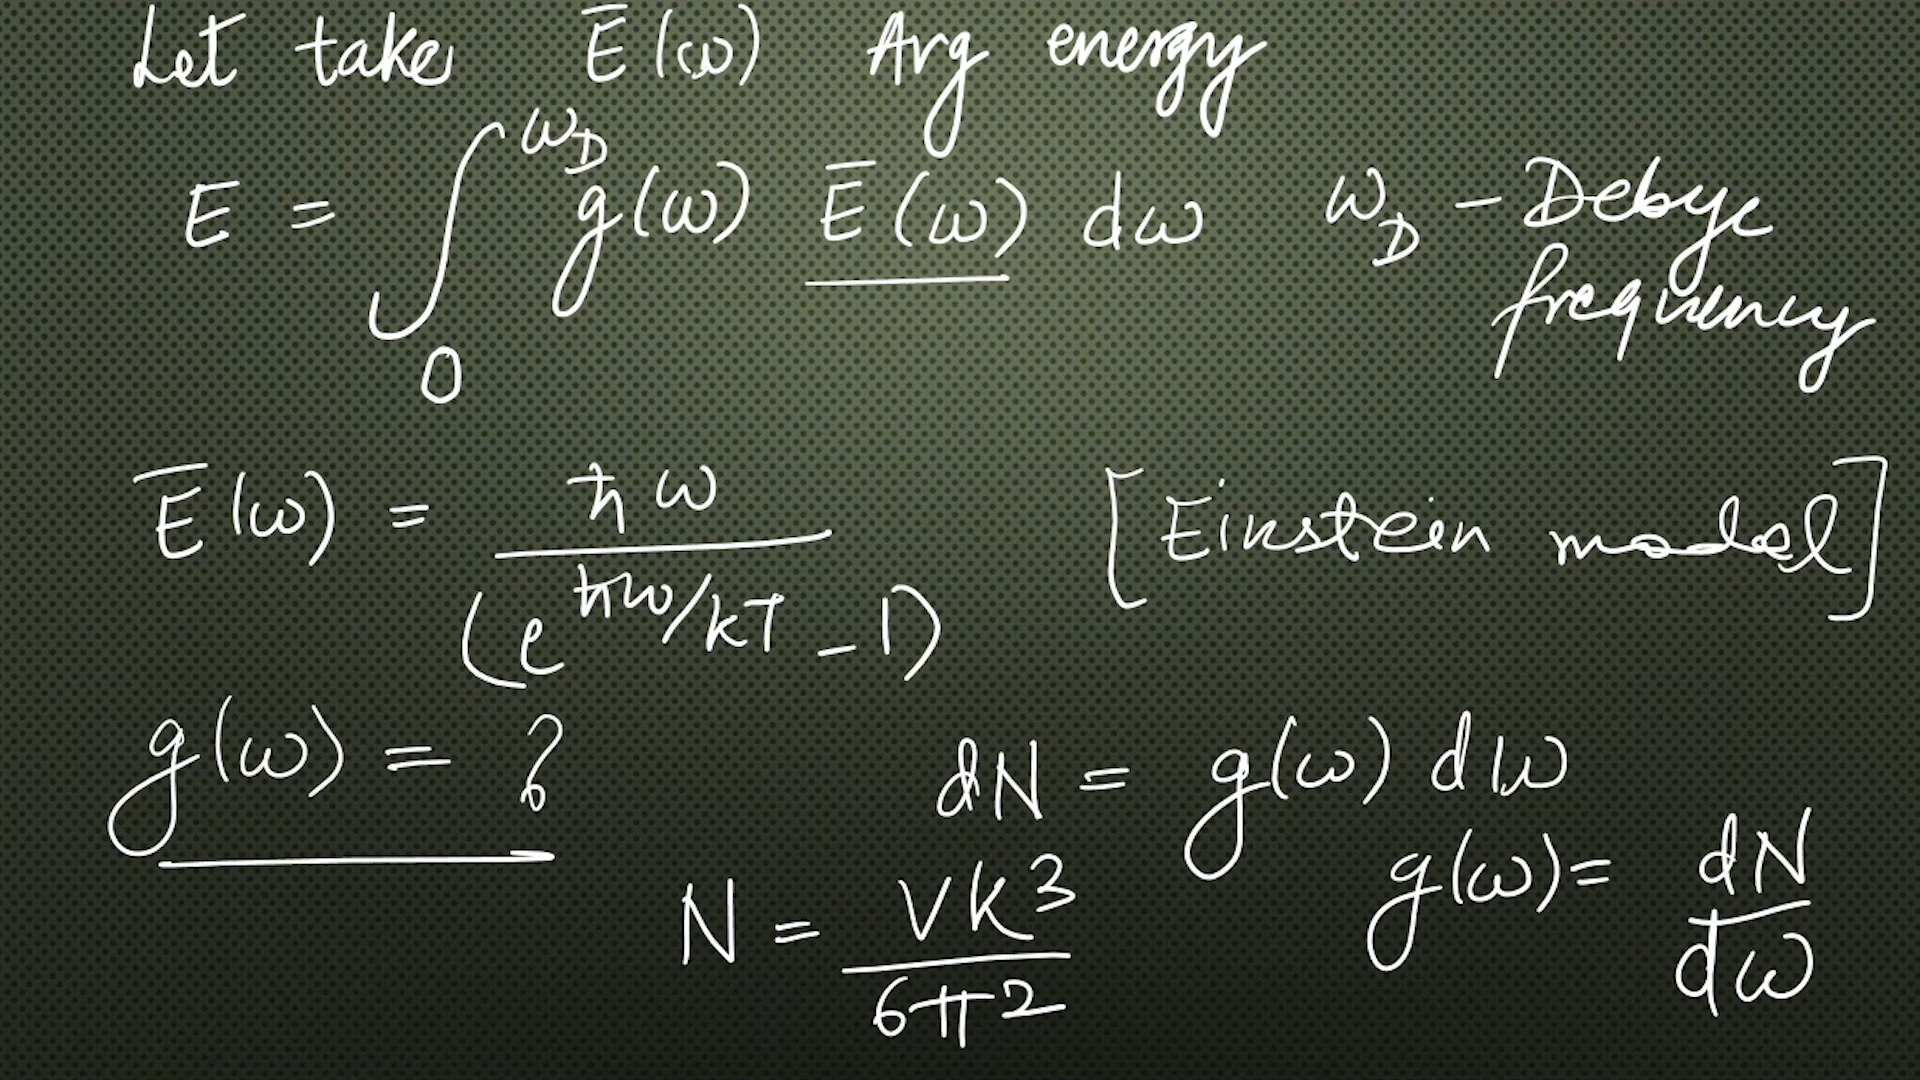 Let take E̅(ω) Avg energy
E = ∫₀^ω_D g(ω) E̅(ω) dω ω_D - Debye
frequency
E̅(ω) = ħω / (e^ħω/kT - 1) [Einstein model]
g(ω) = ? dN = g(ω) dω
N = Vk³ / 6π² g(ω) = dN / dω